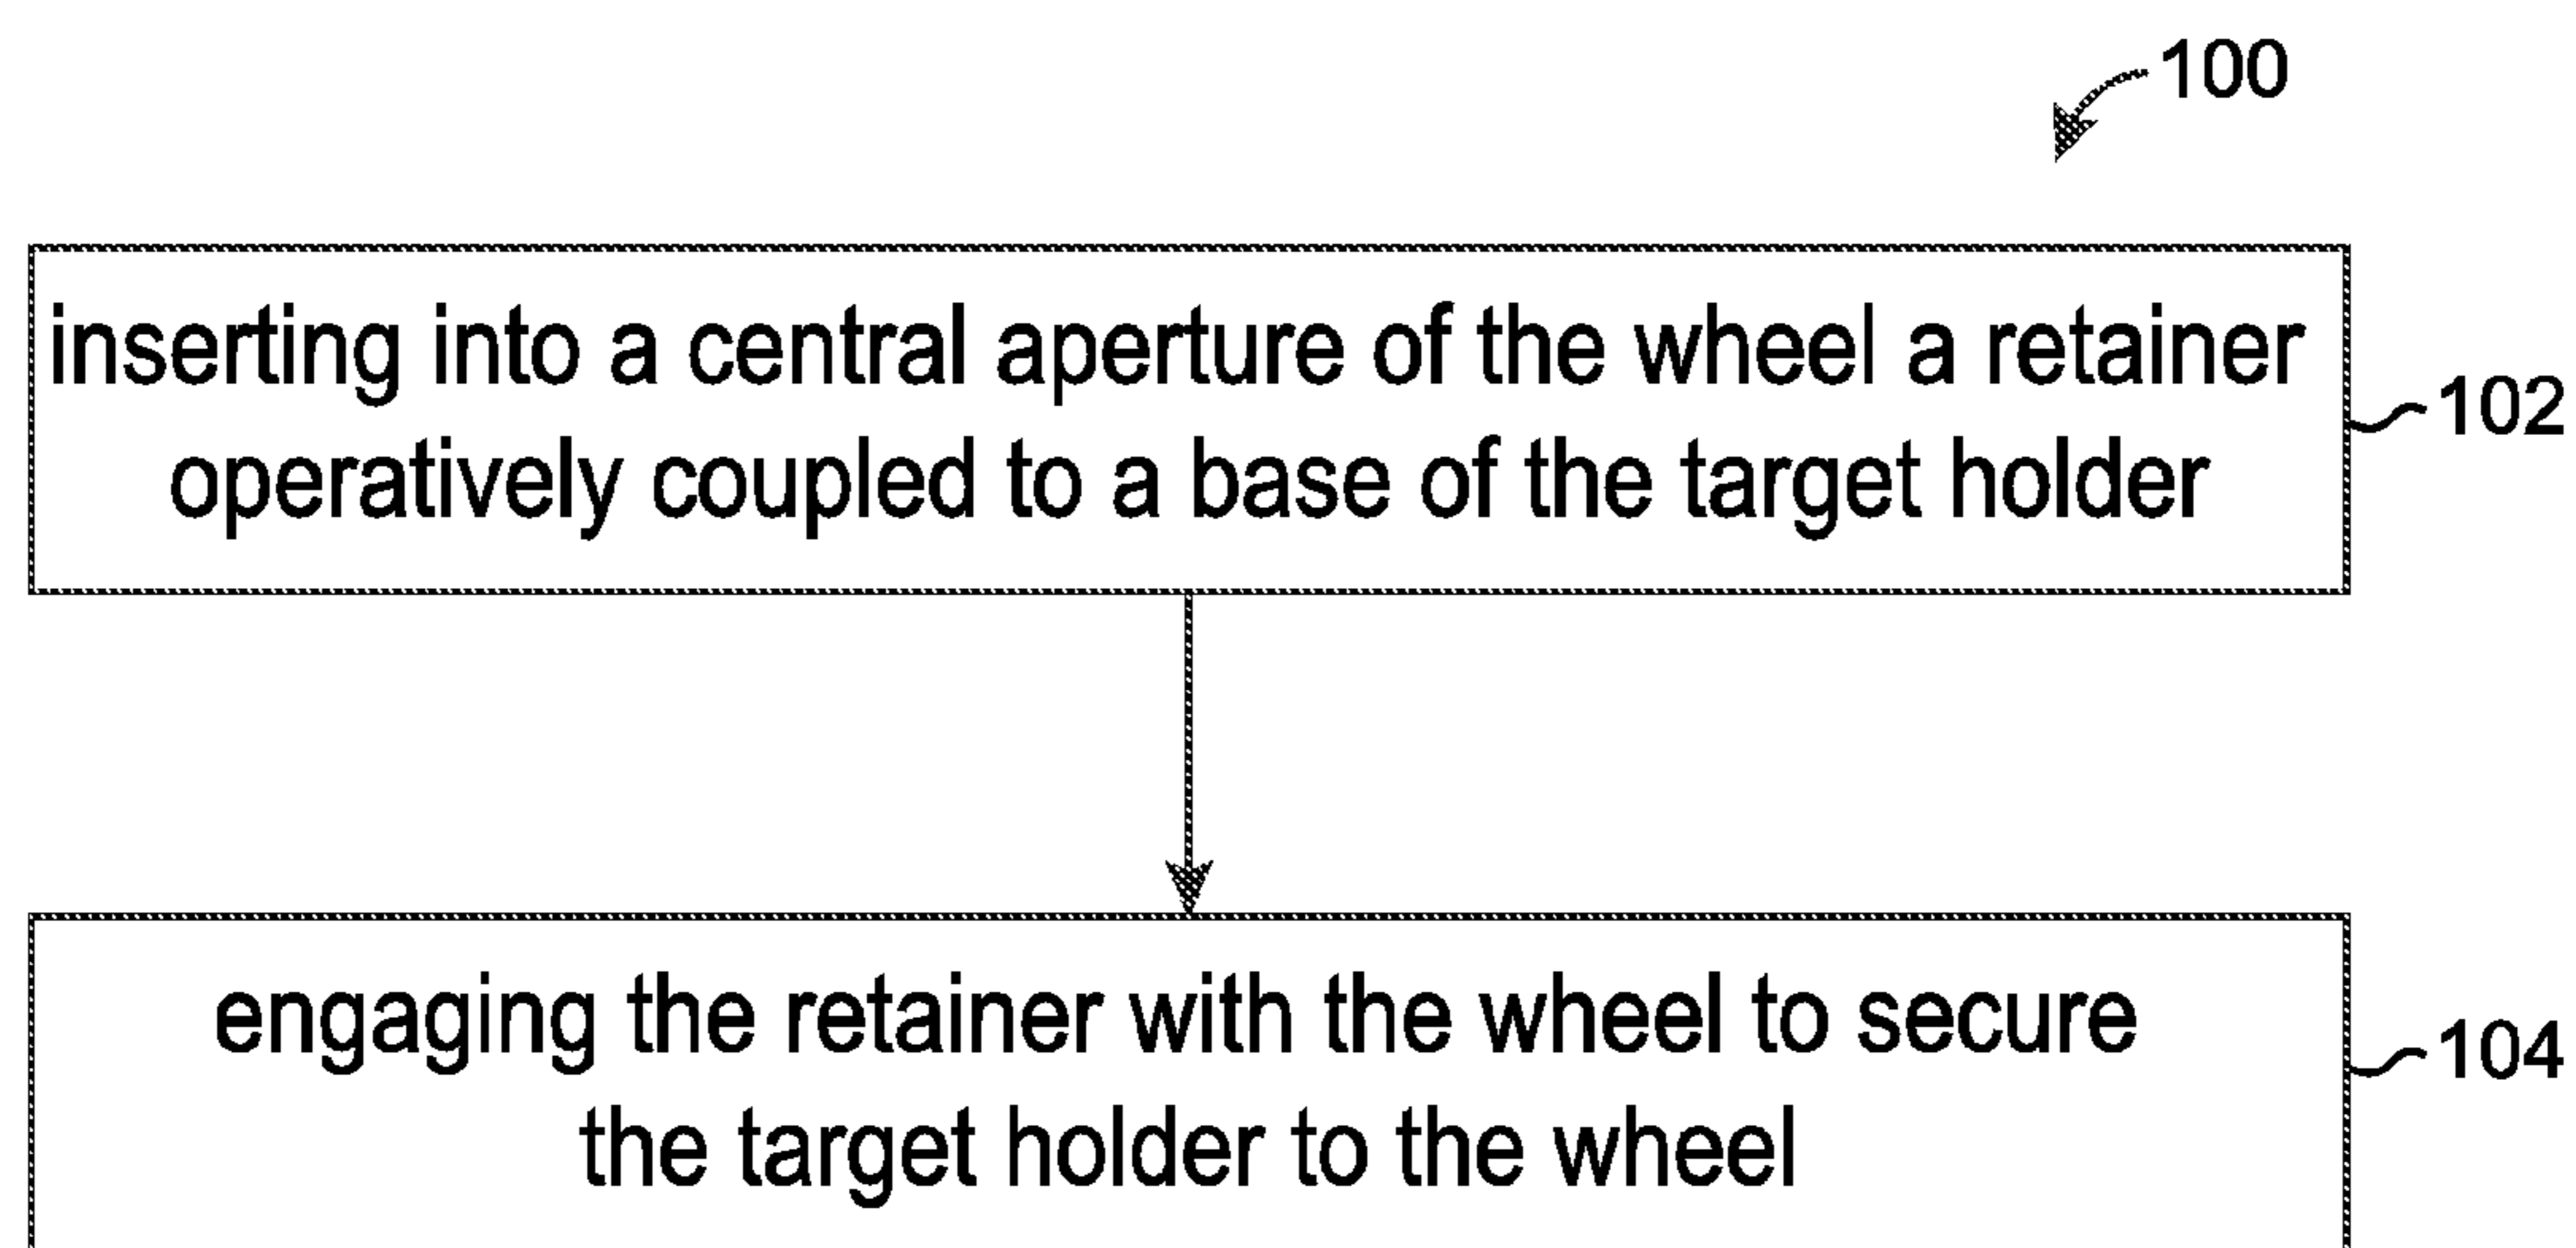 100
inserting into a central aperture of the wheel a retainer
operatively coupled to a base of the target holder
102
engaging the retainer with the wheel to secure
the target holder to the wheel
104